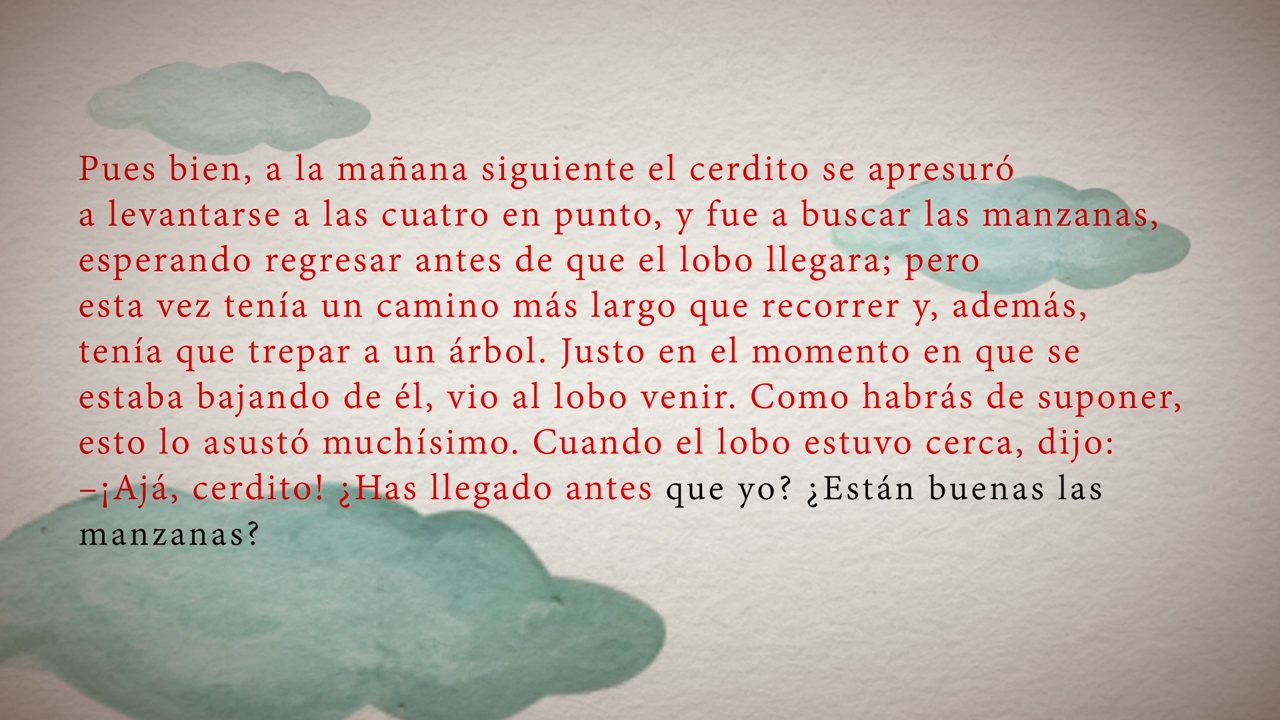 Pues bien, a la mañana siguiente el cerdito se apresuró
a levantarse a las cuatro en punto, y fue a buscar las manzanas,
esperando regresar antes de que el lobo llegara; pero
esta vez tenía un camino más largo que recorrer y, además,
tenía que trepar a un árbol. Justo en el momento en que se
estaba bajando de él, vio al lobo venir. Como habrás de suponer,
esto lo asustó muchísimo. Cuando el lobo estuvo cerca, dijo:
–¡Ajá, cerdito! ¿Has llegado antes que yo? ¿Están buenas las
manzanas?